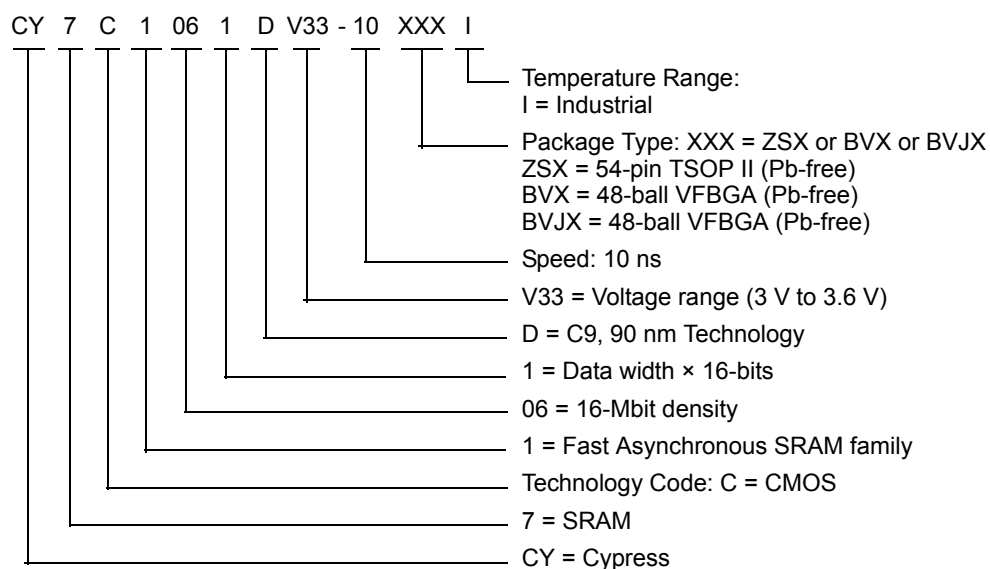 CY 7 C 1 06 1 D V33 - 10 XXX I
Temperature Range:
I = Industrial
Package Type: XXX = ZSX or BVX or BVJX
ZSX = 54-pin TSOP II (Pb-free)
BVX = 48-ball VFBGA (Pb-free)
BVJX = 48-ball VFBGA (Pb-free)
Speed: 10 ns
V33 = Voltage range (3 V to 3.6 V)
D = C9, 90 nm Technology
1 = Data width × 16-bits
06 = 16-Mbit density
1 = Fast Asynchronous SRAM family
Technology Code: C = CMOS
7 = SRAM
CY = Cypress